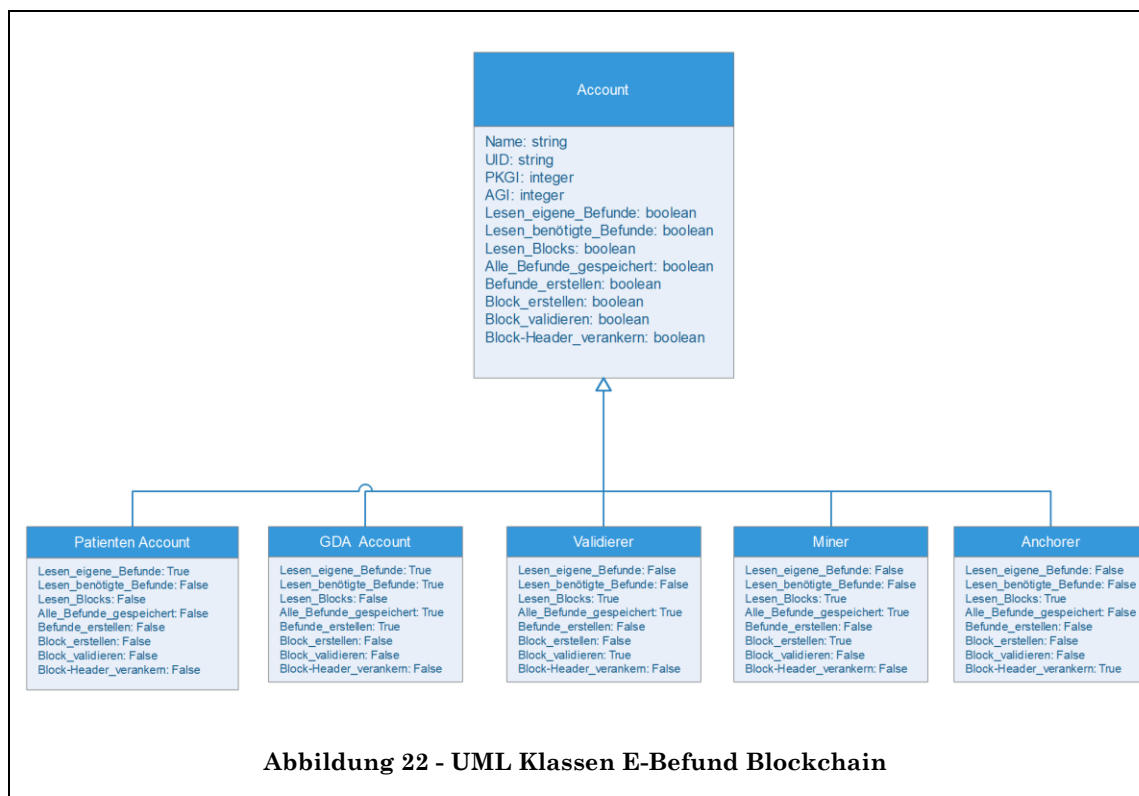 Account
Name: string
UID: string
PKGI: integer
AGI: integer
Lesen_eigene_Befunde: boolean
Lesen_benötigte_Befunde: boolean
Lesen_Blocks: boolean
Alle_Befunde_gespeichert: boolean
Befunde_erstellen: boolean
Block_erstellen: boolean
Block_validieren: boolean
Block-Header_verankern: boolean
Patienten Account
Lesen_eigene_Befunde: True
Lesen_benötigte_Befunde: False
Lesen_Blocks: False
Alle_Befunde_gespeichert: False
Befunde_erstellen: False
Block_erstellen: False
Block_validieren: False
Block-Header_verankern: False
GDA Account
Lesen_eigene_Befunde: True
Lesen_benötigte_Befunde: True
Lesen_Blocks: False
Alle_Befunde_gespeichert: True
Befunde_erstellen: True
Block_erstellen: False
Block_validieren: False
Block-Header_verankern: False
Validierer
Lesen_eigene_Befunde: False
Lesen_benötigte_Befunde: False
Lesen_Blocks: True
Alle_Befunde_gespeichert: True
Befunde_erstellen: False
Block_erstellen: False
Block_validieren: True
Block-Header_verankern: False
Miner
Lesen_eigene_Befunde: False
Lesen_benötigte_Befunde: False
Lesen_Blocks: True
Alle_Befunde_gespeichert: True
Befunde_erstellen: False
Block_erstellen: True
Block_validieren: False
Block-Header_verankern: False
Anchorer
Lesen_eigene_Befunde: False
Lesen_benötigte_Befunde: False
Lesen_Blocks: True
Alle_Befunde_gespeichert: False
Befunde_erstellen: False
Block_erstellen: False
Block_validieren: False
Block-Header_verankern: True
Abbildung 22 - UML Klassen E-Befund Blockchain